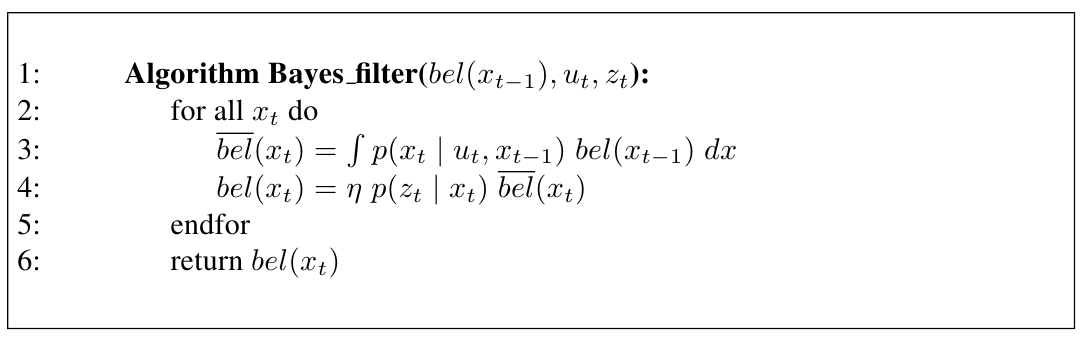 1: Algorithm Bayes_filter(bel(x_{t−1}), u_t, z_t):
2: for all x_t do
3: \overline{bel}(x_t) = ∫ p(x_t | u_t, x_{t−1}) bel(x_{t−1}) dx
4: bel(x_t) = η p(z_t | x_t) \overline{bel}(x_t)
5: endfor
6: return bel(x_t)